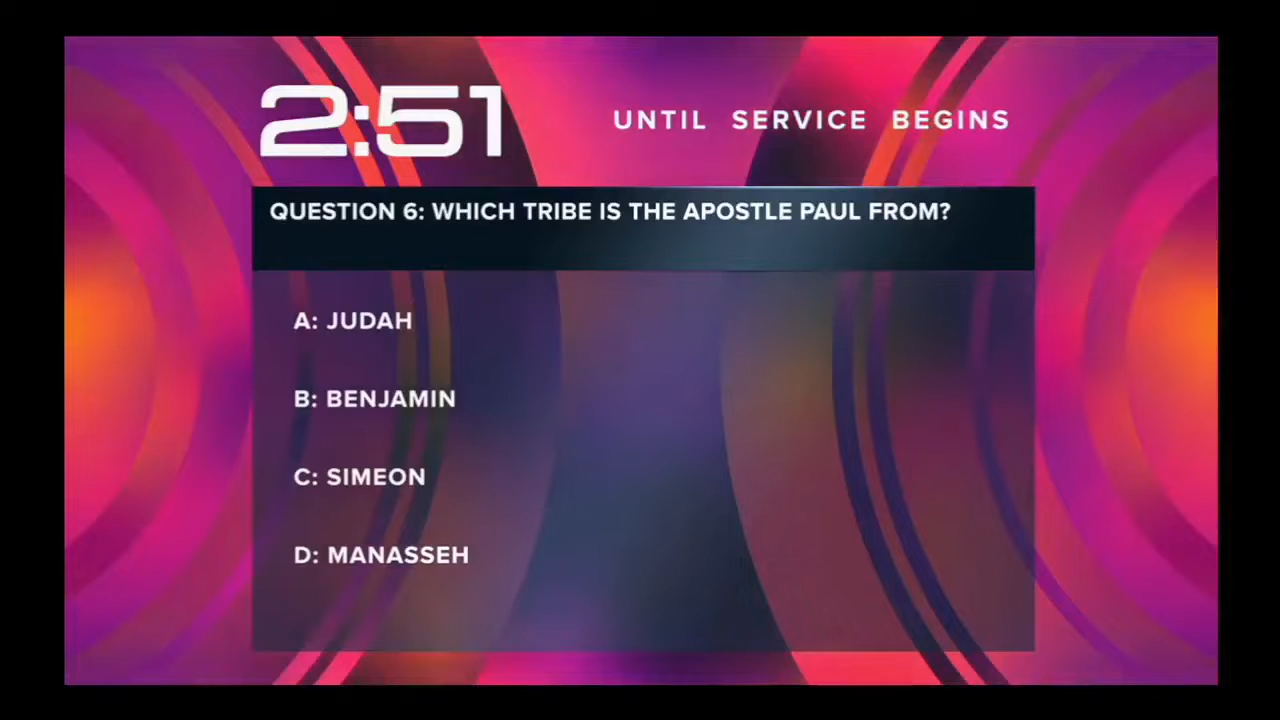 2:51
UNTIL SERVICE BEGINS
QUESTION 6: WHICH TRIBE IS THE APOSTLE PAUL FROM?
A: JUDAH
B: BENJAMIN
C: SIMEON
D: MANASSEH